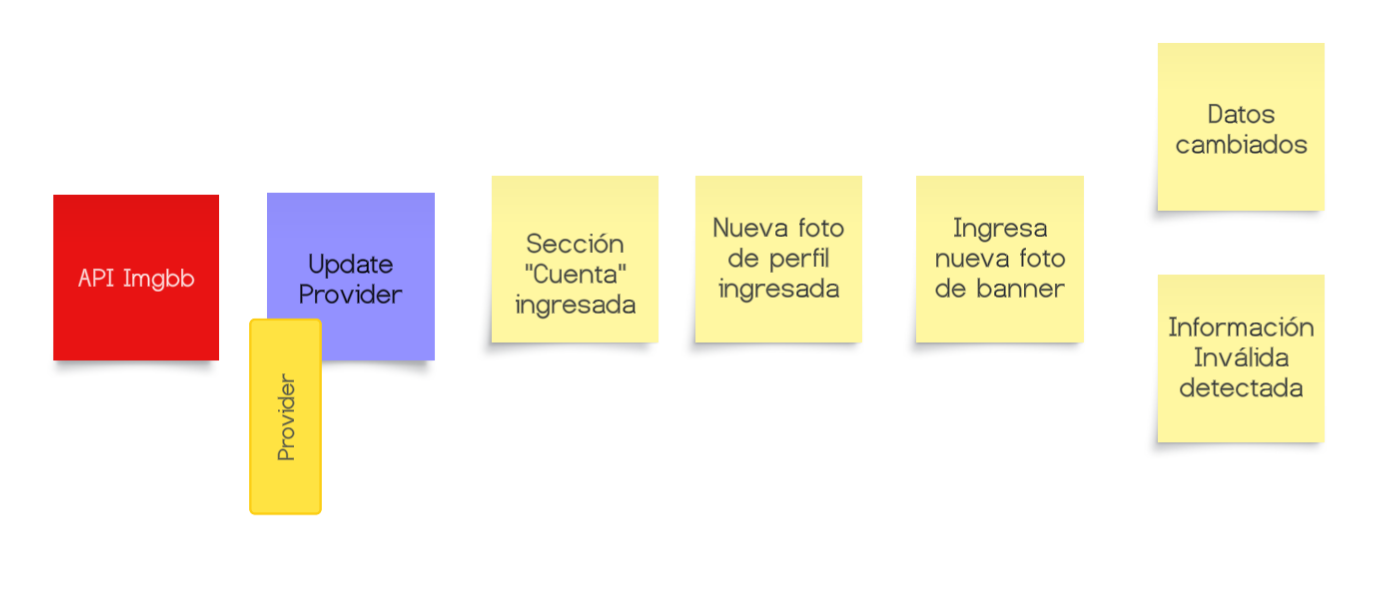 API Imgbb
Update
Provider
Provider
Sección
"Cuenta"
ingresada
Nueva foto
de perfil
ingresada
Ingresa
nueva foto
de banner
Datos
cambiados
Información
Inválida
detectada